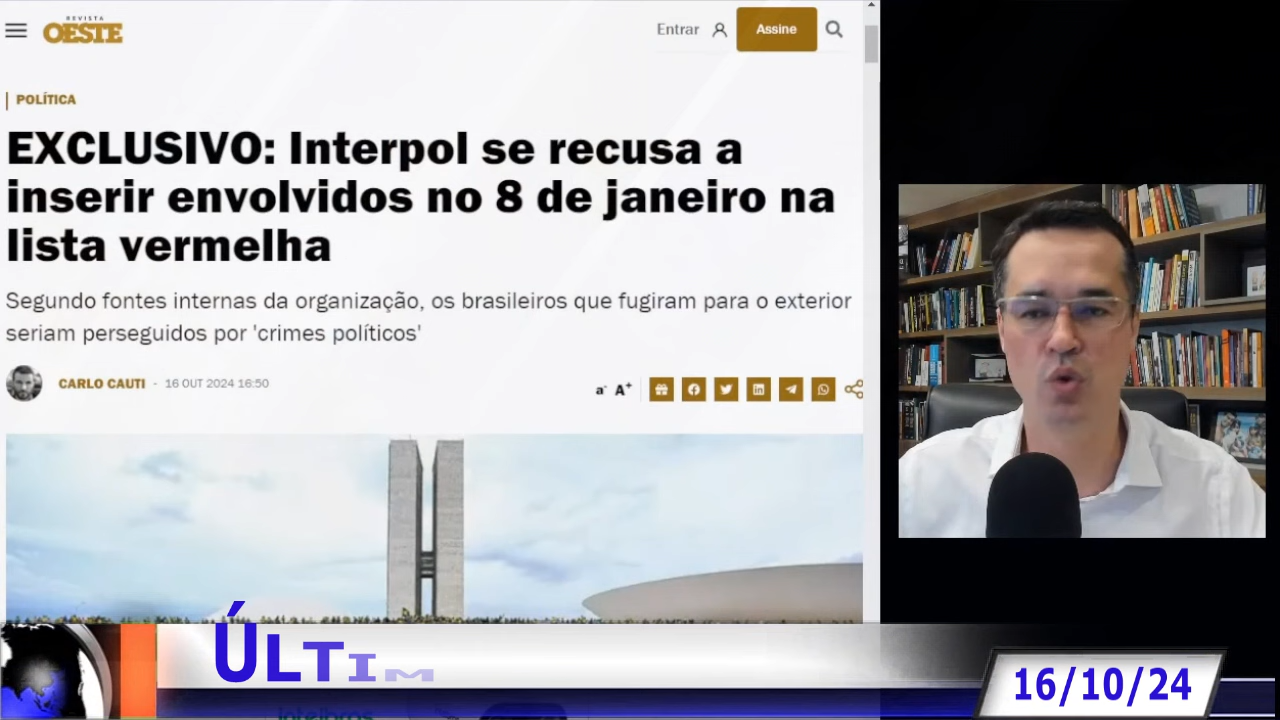 REVISTA
OESTE
Entrar
Assine
POLÍTICA
EXCLUSIVO: Interpol se recusa a
inserir envolvidos no 8 de janeiro na
lista vermelha
Segundo fontes internas da organização, os brasileiros que fugiram para o exterior
seriam perseguidos por 'crimes políticos'
CARLO CAUTI - 16 OUT 2024 16:50
a- A+
ÚLTIM
16/10/24